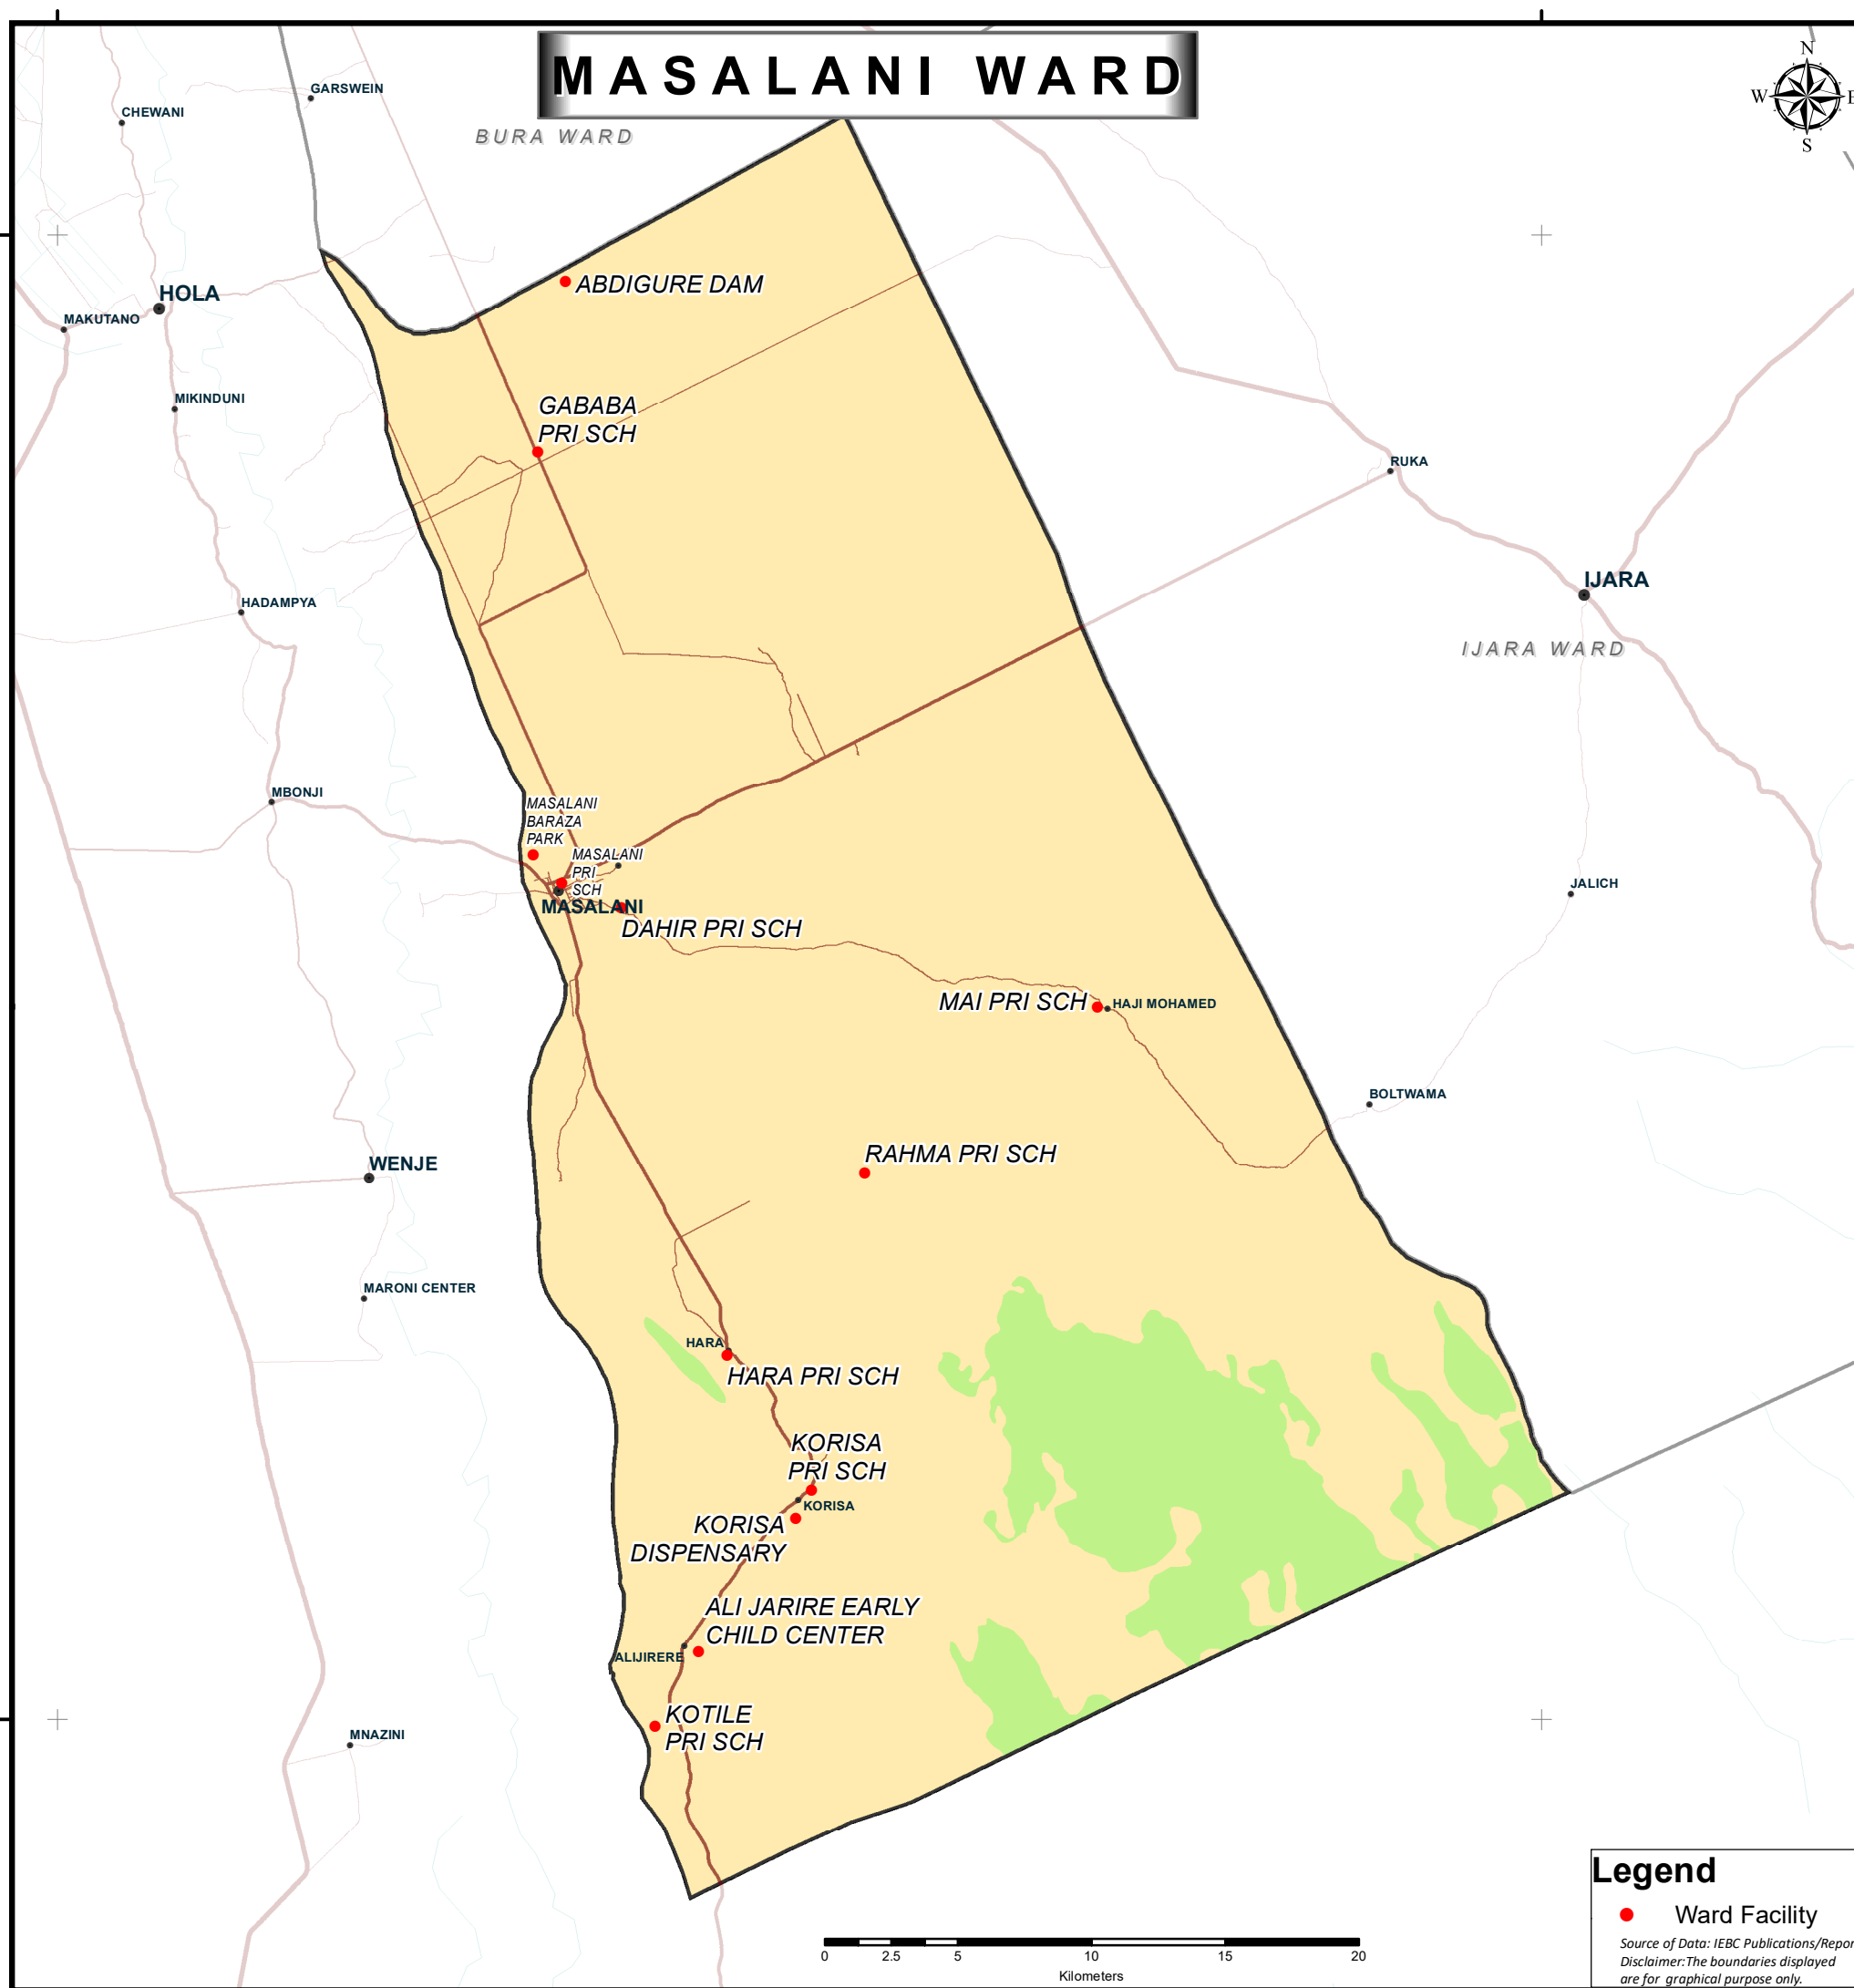 MASALANI WARD
N
W
E
S
GARSWEIN
CHEWANI
BURA WARD
ABDIGURE DAM
HOLA
MAKUTANO
MIKINDUNI
GABABA
PRI SCH
RUKA
IJARA
HADAMPYA
IJARA WARD
MBONJI
MASALANI
BARAZA
PARK
MASALANI
PRI
SCH
MASALANI
JALICH
DAHIR PRI SCH
MAI PRI SCH
HAJI MOHAMED
BOLTWAMA
RAHMA PRI SCH
WENJE
MARONI CENTER
HARA
HARA PRI SCH
KORISA
PRI SCH
KORISA
KORISA
DISPENSARY
ALI JARIRE EARLY
CHILD CENTER
ALIJIRERE
KOTILE
PRI SCH
MNAZINI
Legend
Ward Facility
Source of Data: IEBC Publications/Repor
Disclaimer:The boundaries displayed
are for graphical purpose only.
0 2.5 5 10 15 20
Kilometers